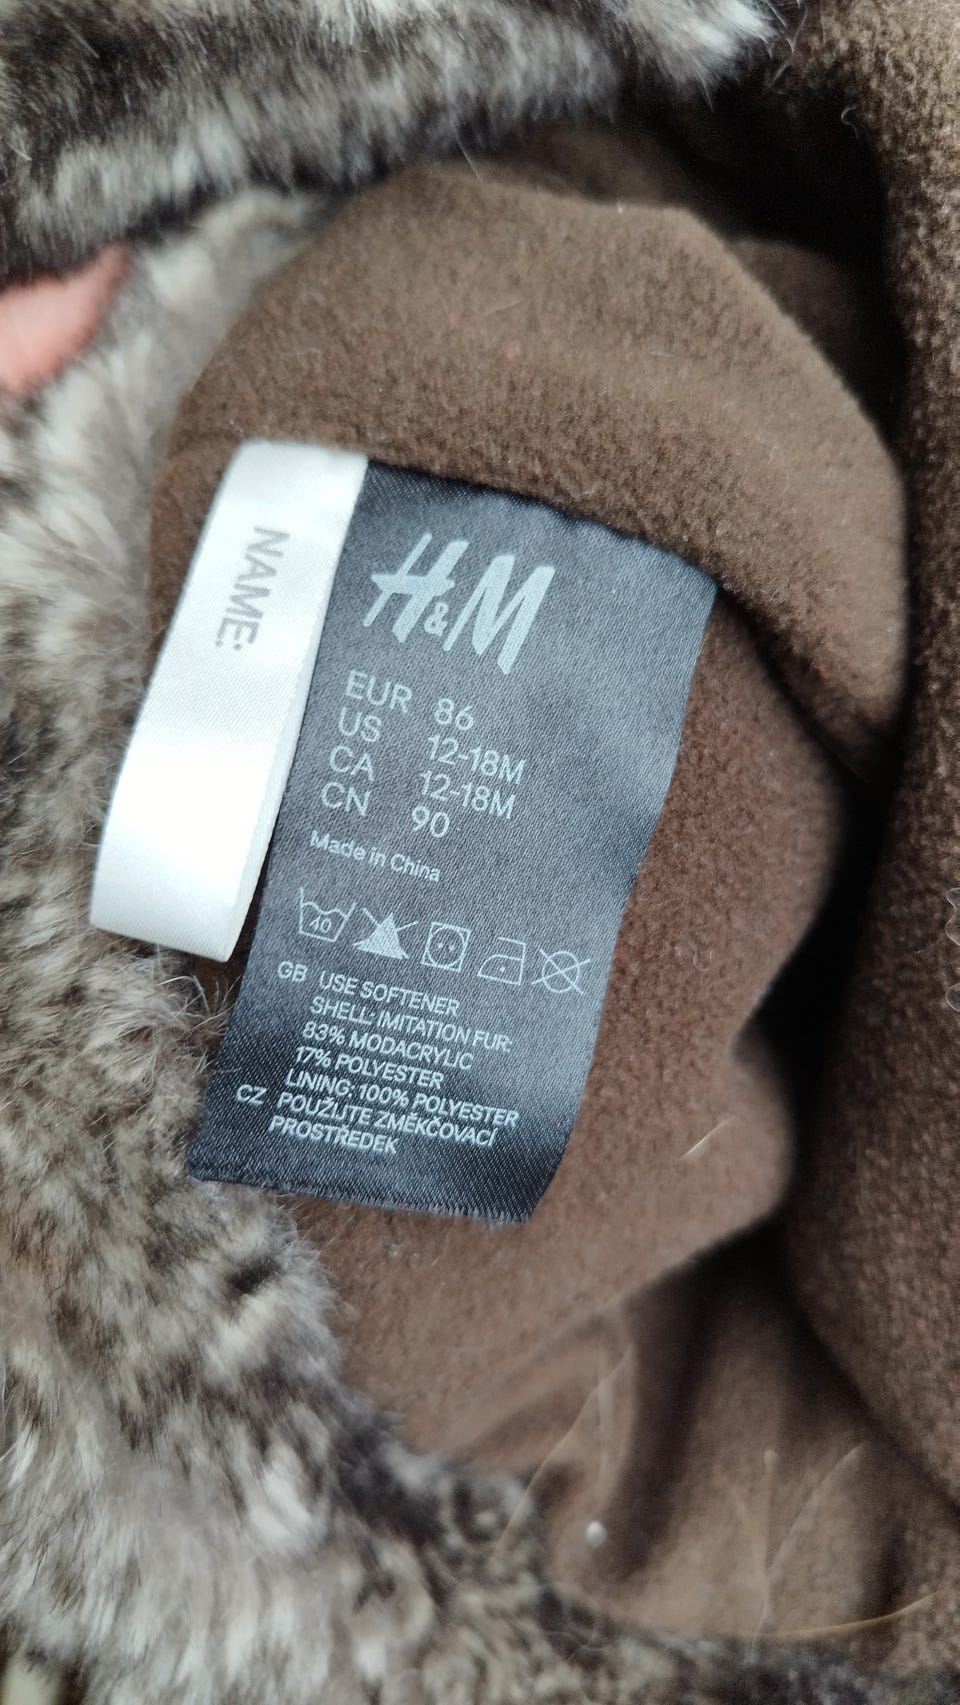 NAME:
H&M
EUR 86
US 12-18M
CA 12-18M
CN 90
Made in China
40
GB USE SOFTENER
SHELL: IMITATION FUR:
83% MODACRYLIC
17% POLYESTER
LINING: 100% POLYESTER
CZ POUŽIJTE ZMĚKČOVACÍ
PROSTŘEDEK